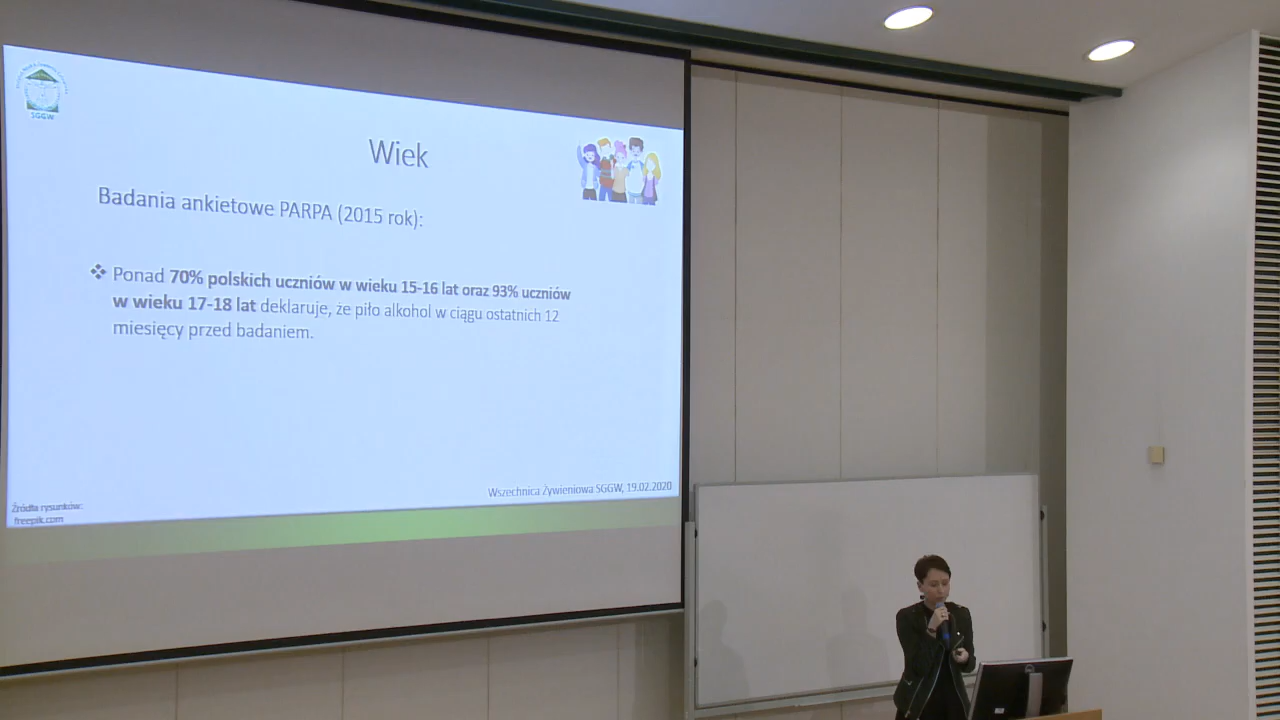 SGGW
Wiek
Badania ankietowe PARPA (2015 rok):
❖ Ponad 70% polskich uczniów w wieku 15-16 lat oraz 93% uczniów
w wieku 17-18 lat deklaruje, że piło alkohol w ciągu ostatnich 12
miesięcy przed badaniem.
Wszechnica Żywieniowa SGGW, 19.02.2020
Źródła rysunków:
freepik.com